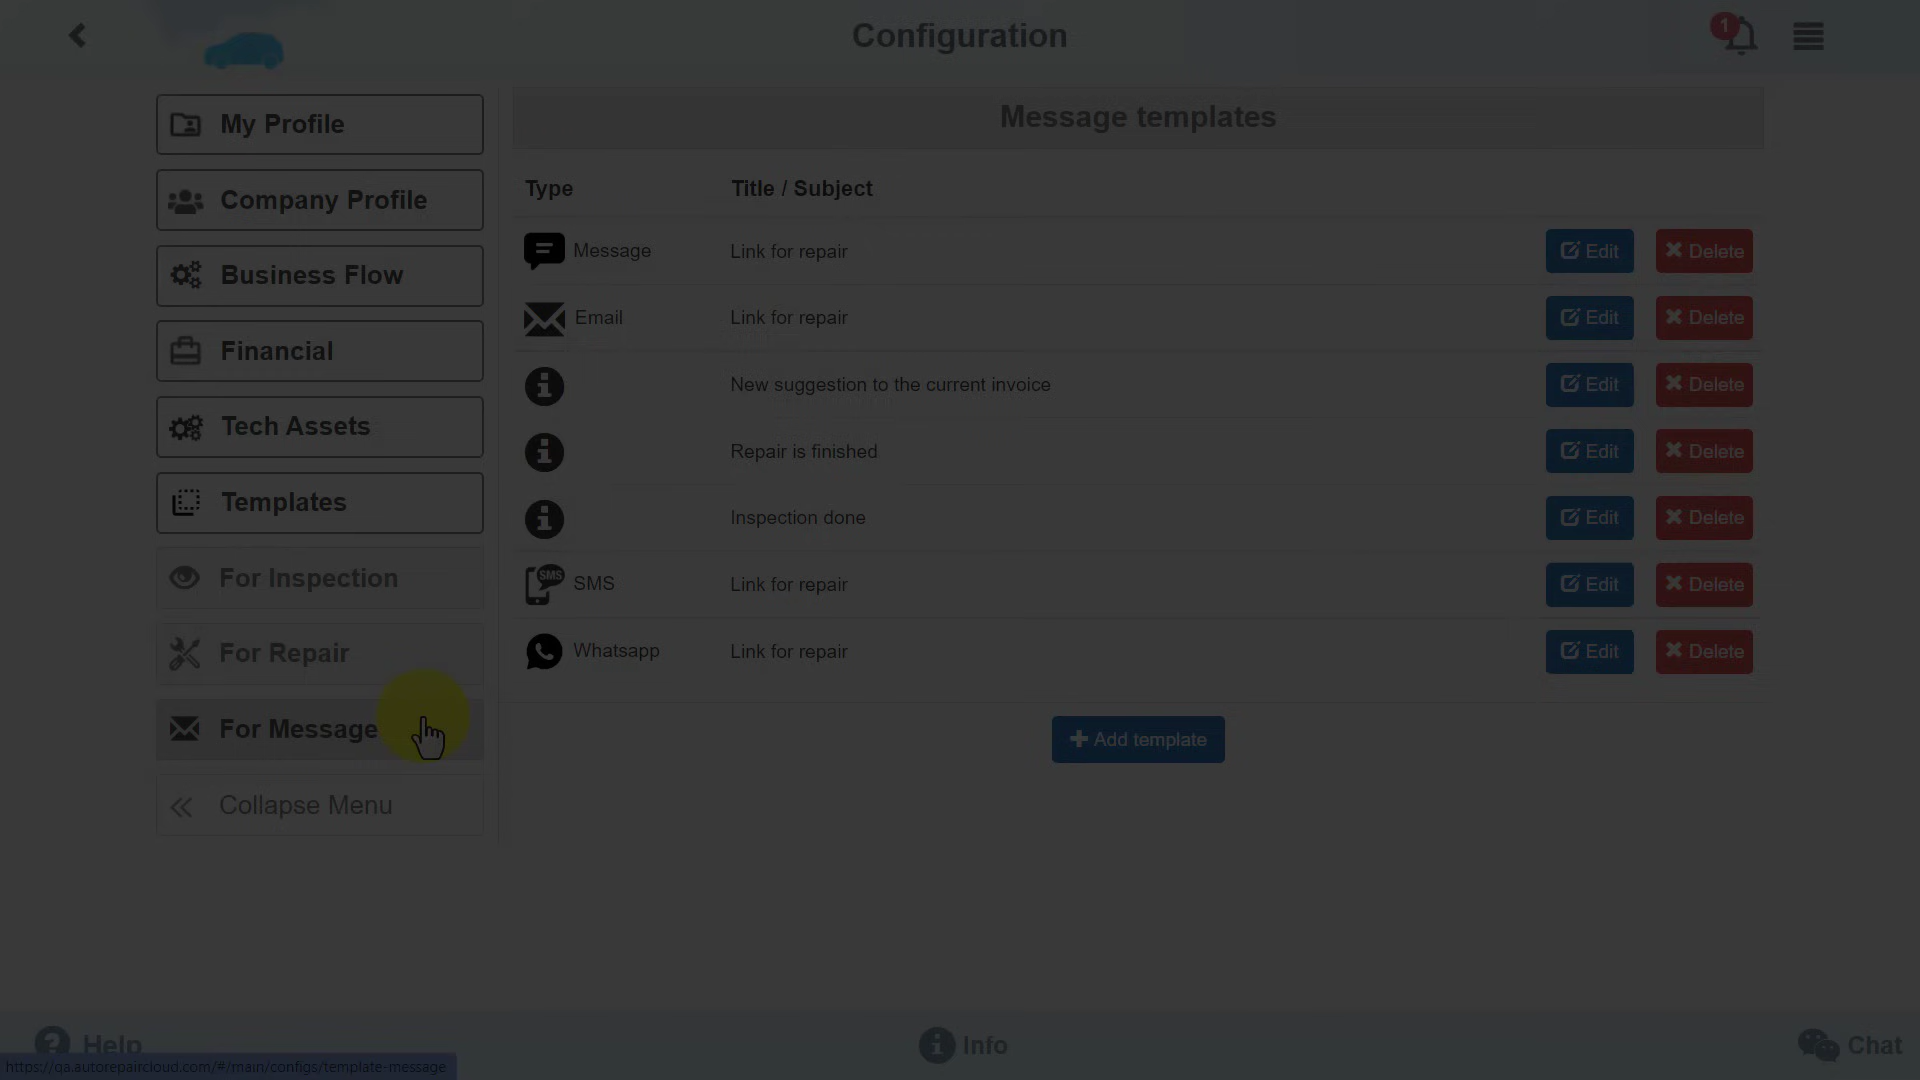 Configuration
1
My Profile
Company Profile
Business Flow
Financial
Tech Assets
Templates
For Inspection
For Repair
For Message
Collapse Menu
Message templates
Type Title / Subject
Message Link for repair Edit Delete
Email Link for repair Edit Delete
New suggestion to the current invoice Edit Delete
Repair is finished Edit Delete
Inspection done Edit Delete
SMS SMS Link for repair Edit Delete
Whatsapp Link for repair Edit Delete
Add template
Help Info Chat
https://qa.autorepaircloud.com/#/main/configs/template-message